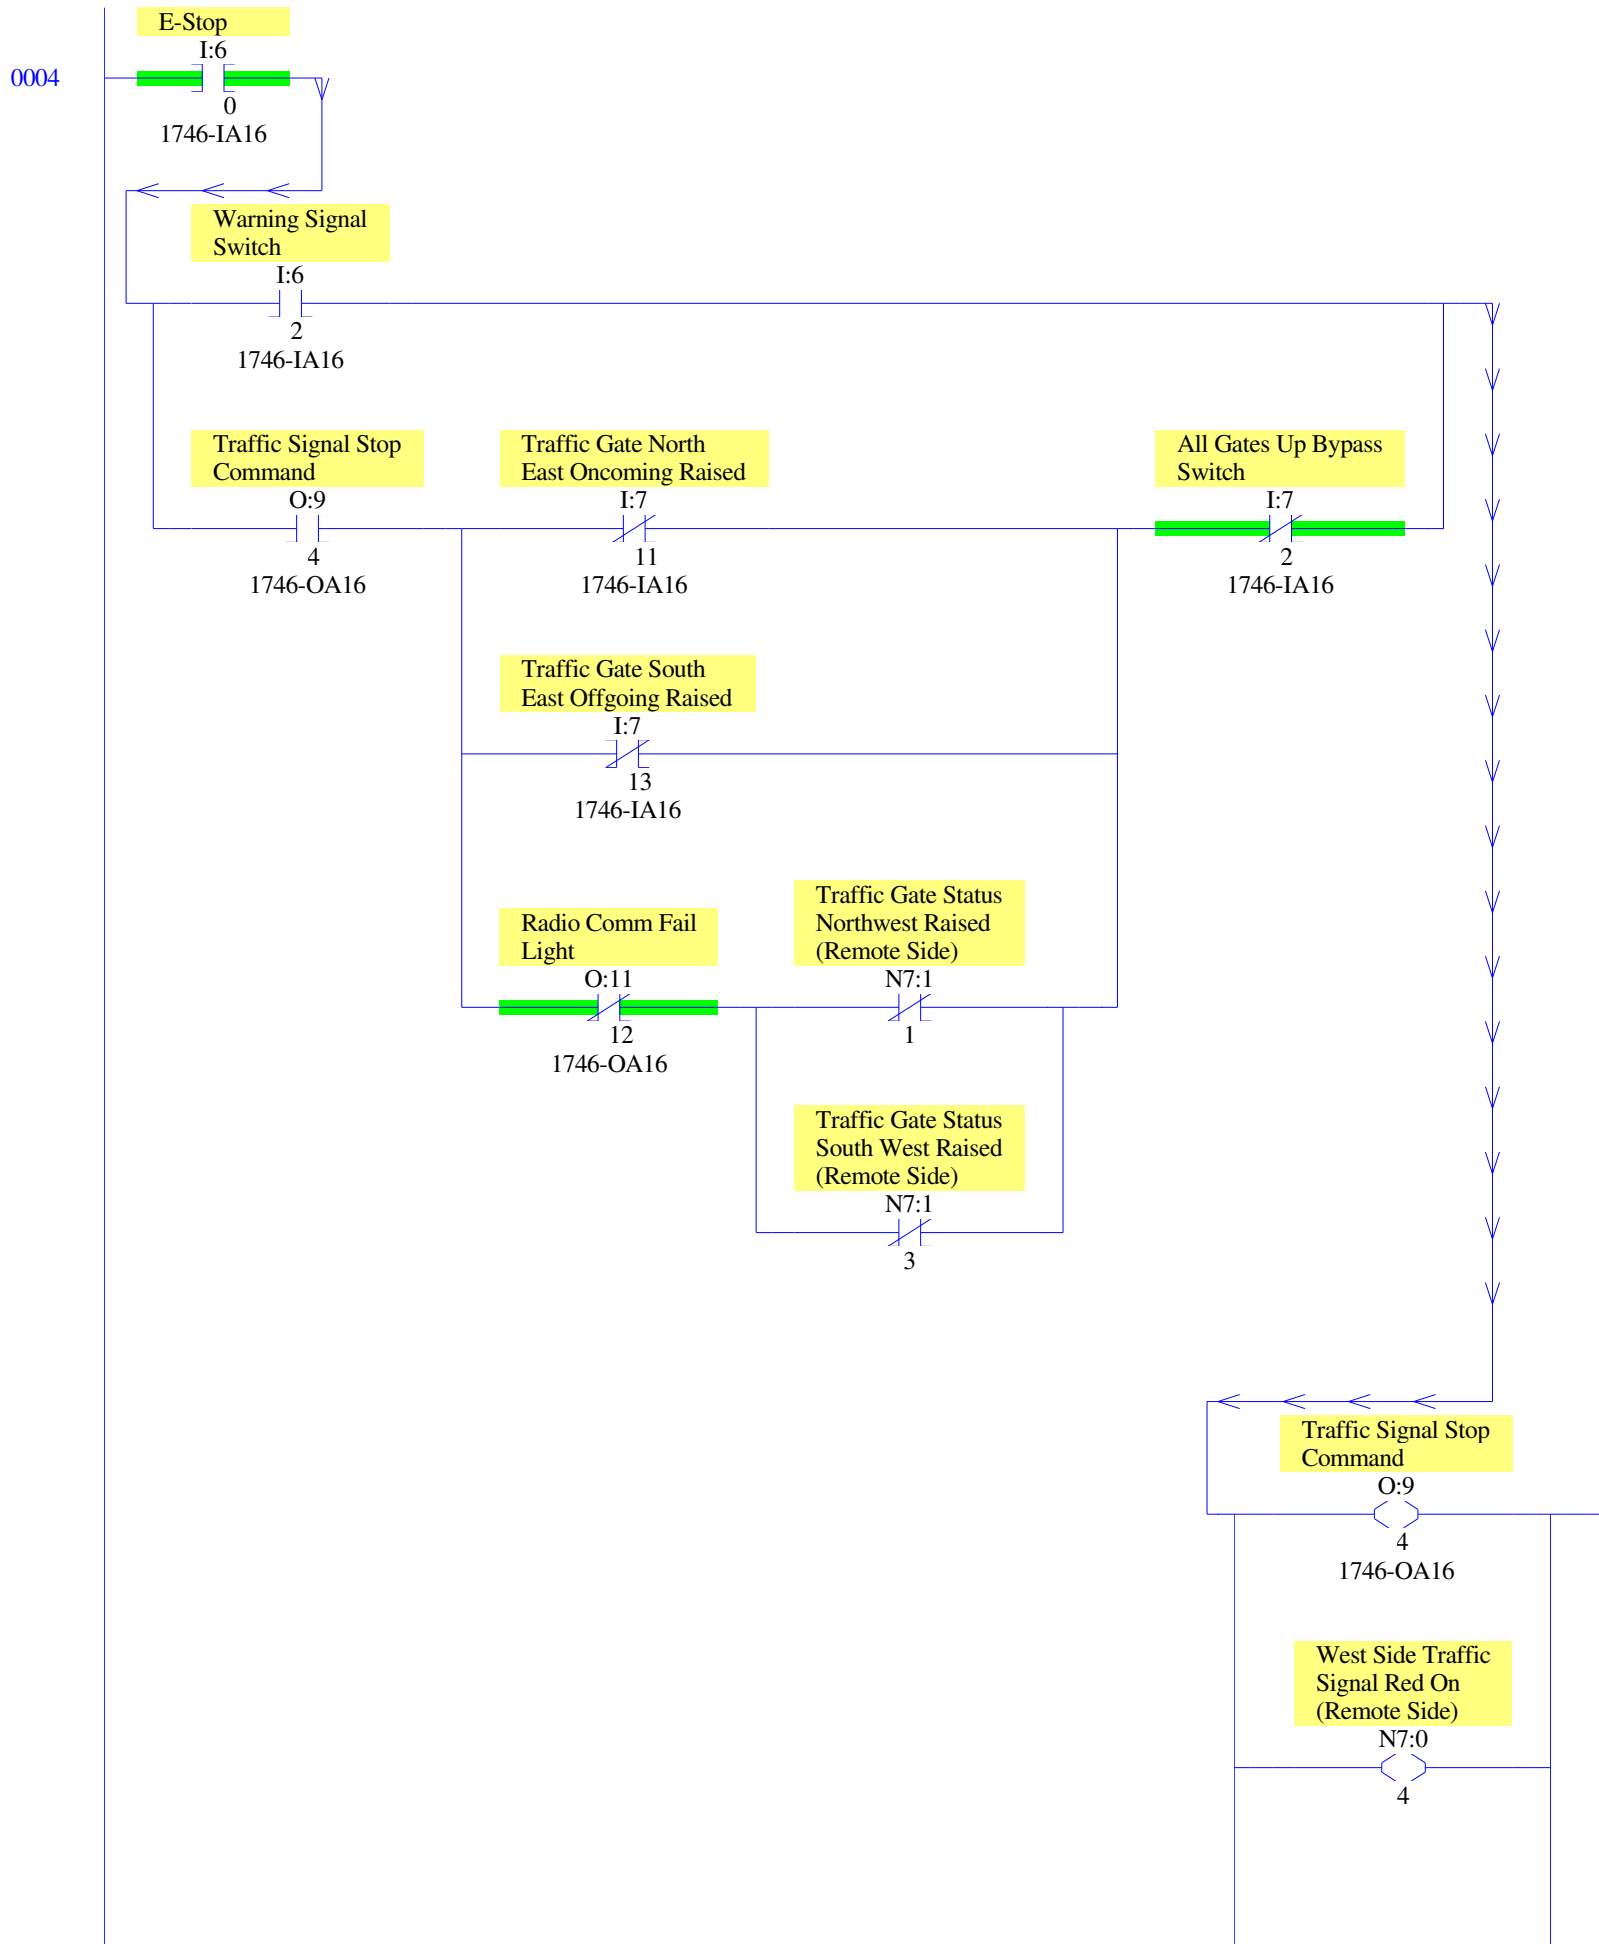 E-Stop
I:6
0004
0
1746-IA16
Warning Signal
Switch
I:6
2
1746-IA16
Traffic Signal Stop
Command
O:9
4
1746-OA16
Traffic Gate North
East Oncoming Raised
I:7
11
1746-IA16
All Gates Up Bypass
Switch
I:7
2
1746-IA16
Traffic Gate South
East Offgoing Raised
I:7
13
1746-IA16
Radio Comm Fail
Light
O:11
12
1746-OA16
Traffic Gate Status
Northwest Raised
(Remote Side)
N7:1
1
Traffic Gate Status
South West Raised
(Remote Side)
N7:1
3
Traffic Signal Stop
Command
O:9
4
1746-OA16
West Side Traffic
Signal Red On
(Remote Side)
N7:0
4